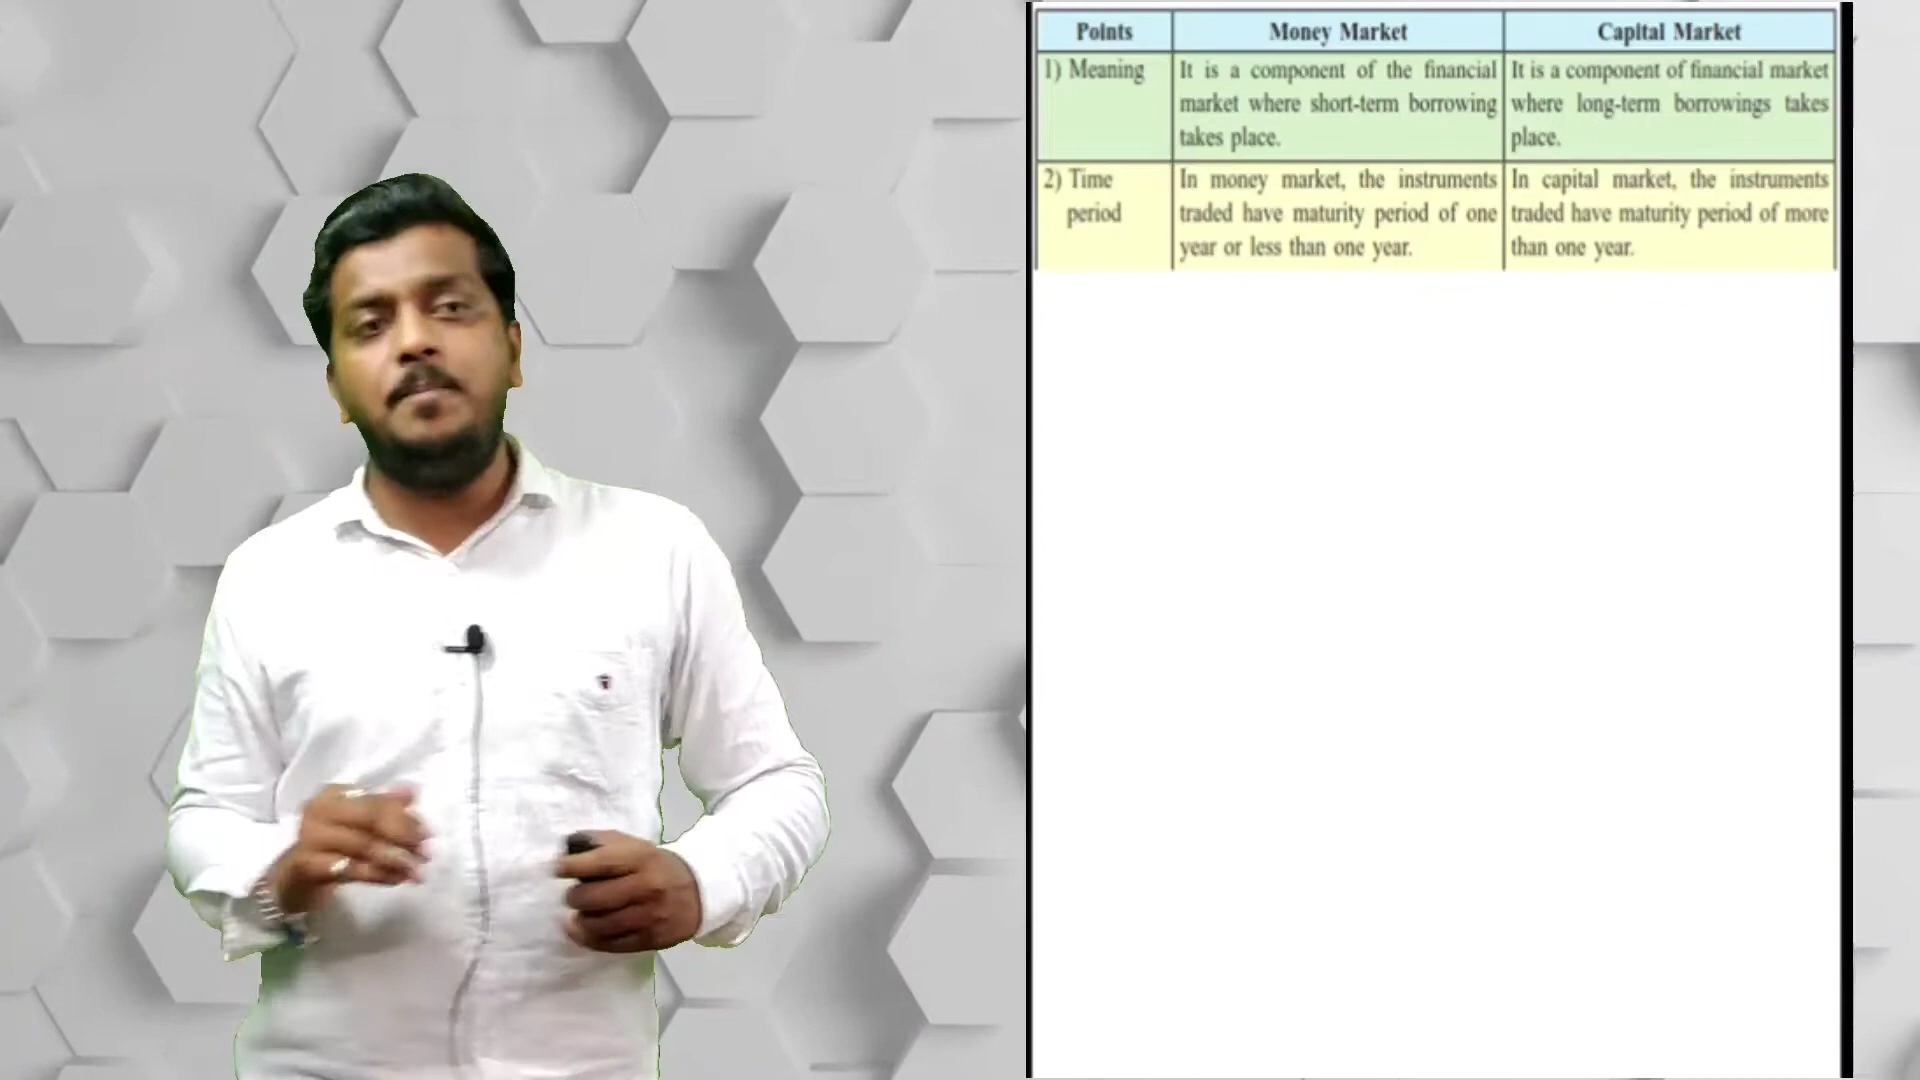 Points Money Market Capital Market
1) Meaning It is a component of the financial It is a component of financial market
market where short-term borrowing where long-term borrowings takes
takes place. place.
2) Time In money market, the instruments In capital market, the instruments
period traded have maturity period of one traded have maturity period of more
year or less than one year. than one year.